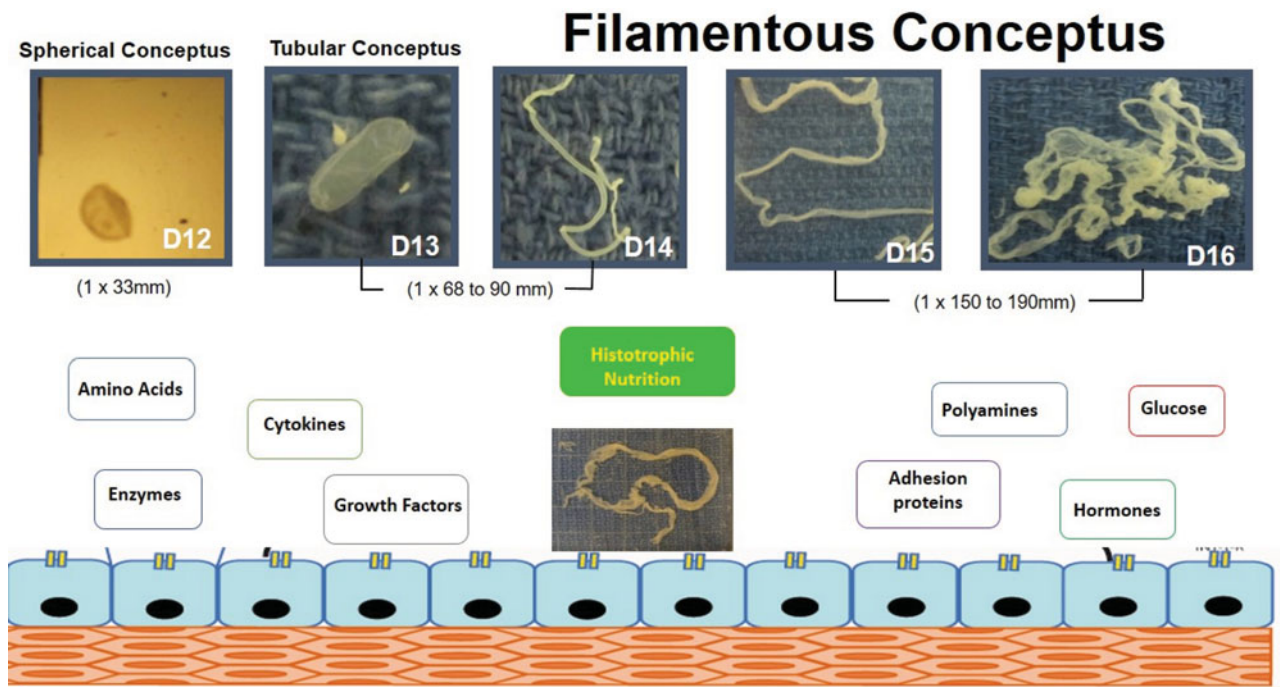 Filamentous Conceptus
Spherical Conceptus
Tubular Conceptus
D12
D13
D14
D15
D16
(1 x 33mm)
(1 x 68 to 90 mm)
(1 x 150 to 190mm)
Histotrophic
Nutrition
Amino Acids
Cytokines
Enzymes
Growth Factors
Polyamines
Glucose
Adhesion
proteins
Hormones